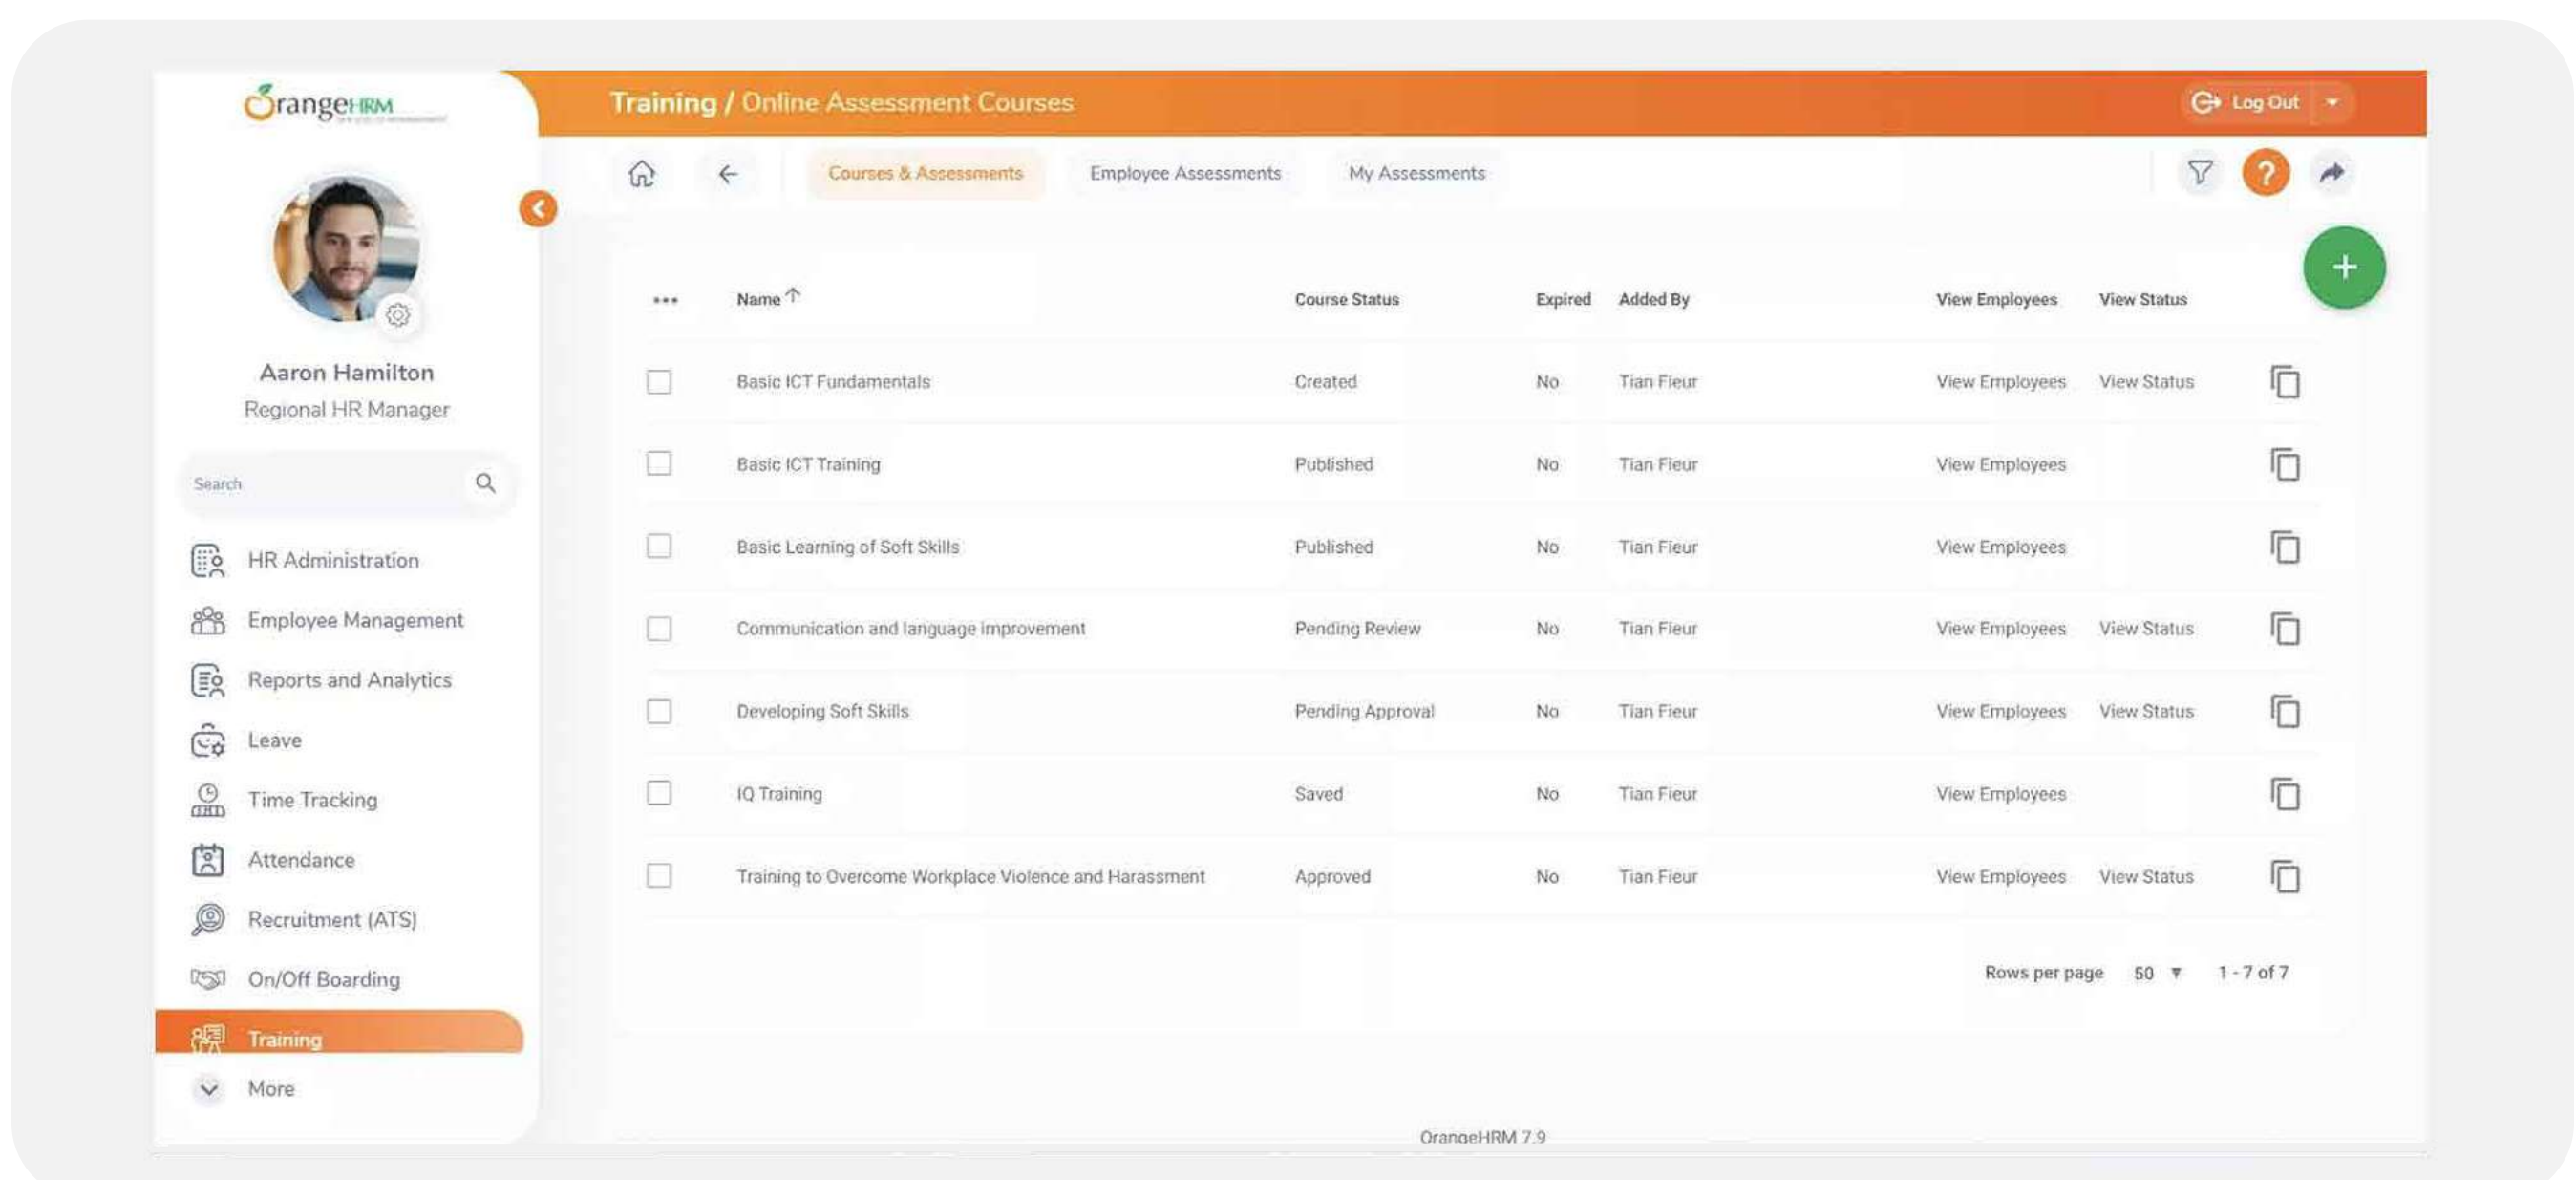 OrangeHRM
Training / Online Assessment Courses
Log Out
Courses & Assessments
Employee Assessments
My Assessments
?
Aaron Hamilton
Regional HR Manager
Search
HR Administration
Employee Management
Reports and Analytics
Leave
Time Tracking
Attendance
Recruitment (ATS)
On/Off Boarding
Training
More
Name Course Status Expired Added By View Employees View Status
Basic ICT Fundamentals Created No Tian Fieur View Employees View Status
Basic ICT Training Published No Tian Fieur View Employees
Basic Learning of Soft Skills Published No Tian Fieur View Employees
Communication and language improvement Pending Review No Tian Fieur View Employees View Status
Developing Soft Skills Pending Approval No Tian Fieur View Employees View Status
IQ Training Saved No Tian Fieur View Employees
Training to Overcome Workplace Violence and Harassment Approved No Tian Fieur View Employees View Status
Rows per page 50 1 - 7 of 7
OrangeHRM 7.9